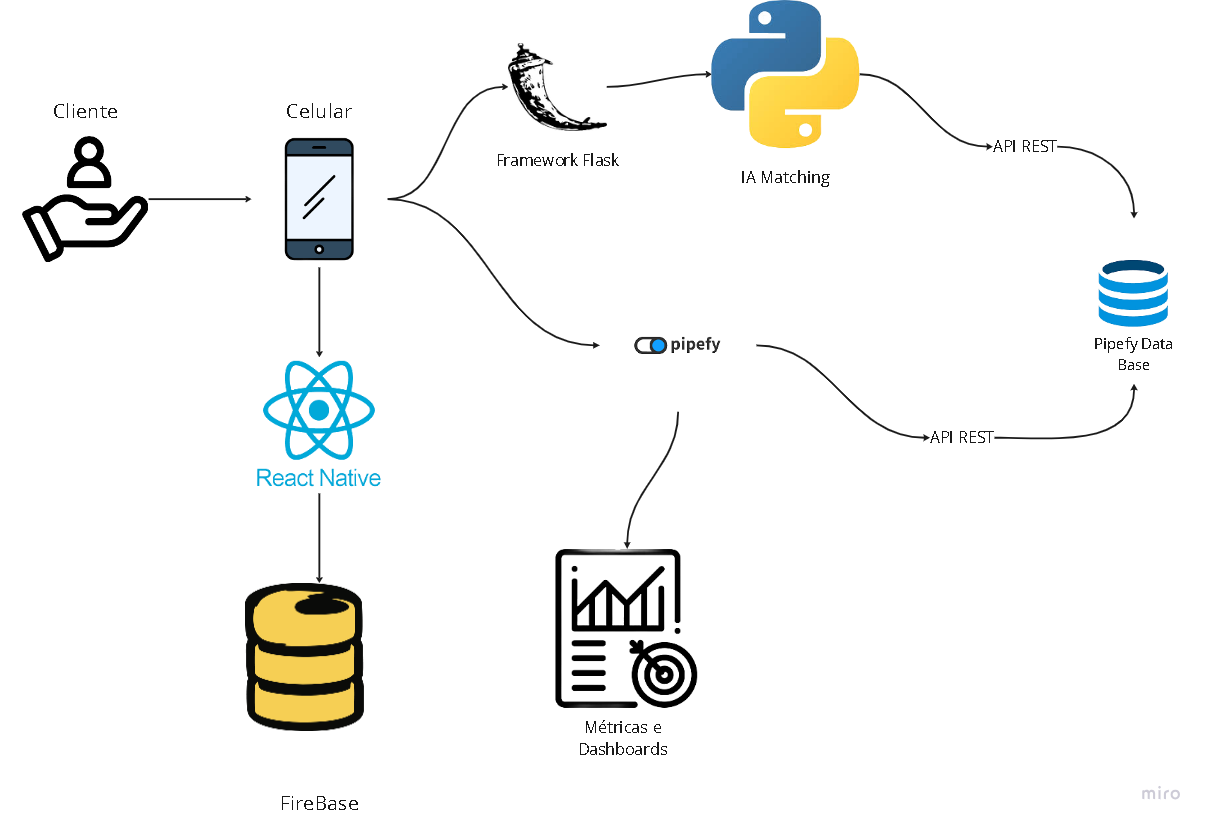 Cliente
Celular
Framework Flask
IA Matching
API REST
Pipefy Data
Base
pipefy
API REST
React Native
Métricas e
Dashboards
FireBase
miro